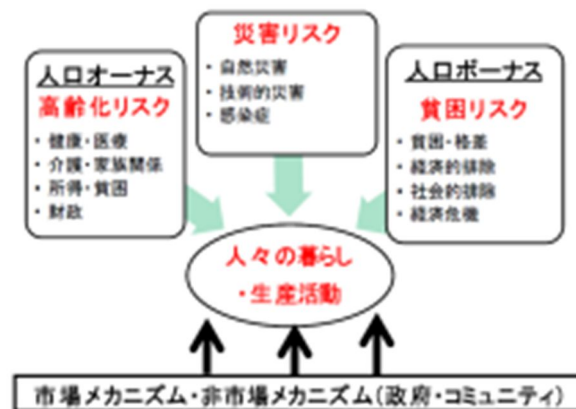 災害リスク
・ 自然災害
・ 技術的災害
・ 感染症
人口オーナス
高齢化リスク
・ 健康・医療
・ 介護・家族関係
・ 所得・貧困
・ 財政
人口ボーナス
貧困リスク
・ 貧困・格差
・ 経済的排除
・ 社会的排除
・ 経済危機
人々の暮らし
・生産活動
市場メカニズム・非市場メカニズム(政府・コミュニティ)